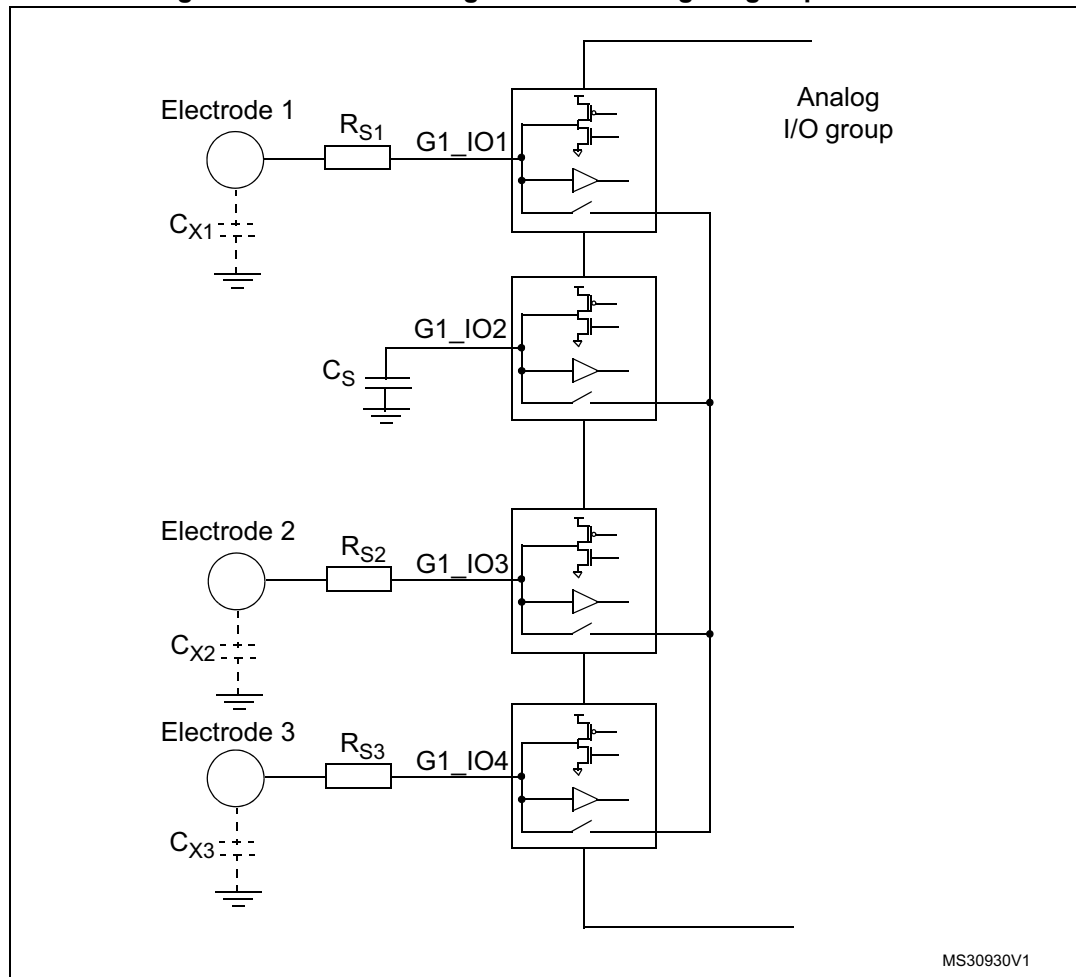 Analog
I/O group
Electrode 1
RS1
G1_IO1
CX1
G1_IO2
CS
Electrode 2
RS2
G1_IO3
CX2
Electrode 3
RS3
G1_IO4
CX3
MS30930V1